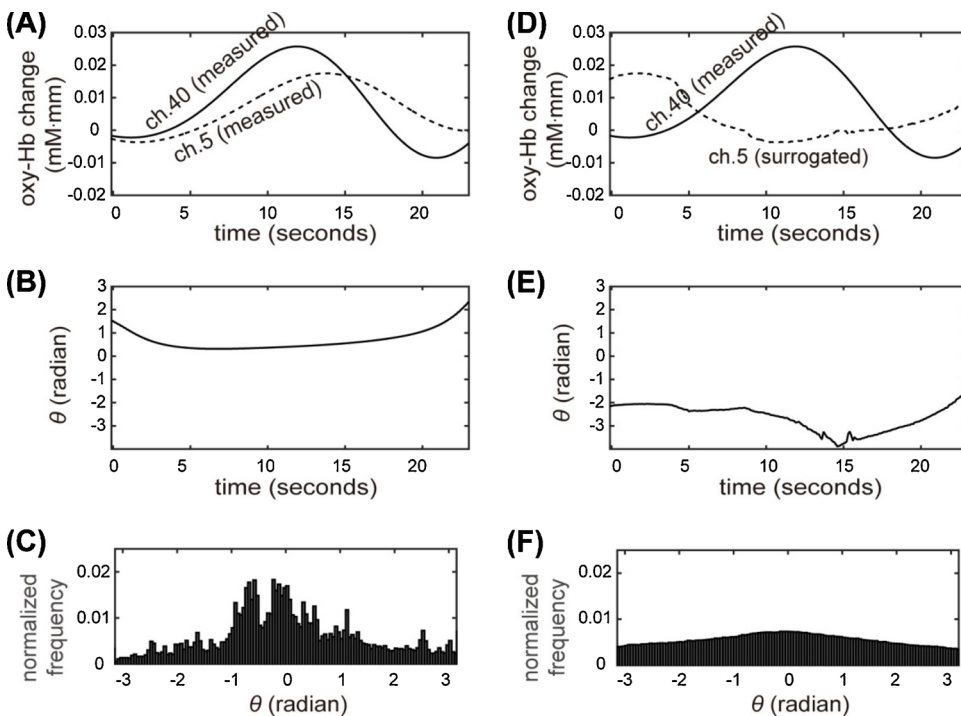 (A)
0.03
0.02
0.01
0
-0.01
-0.02
oxy-Hb change
(mM·mm)
ch.40 (measured)
ch.5 (measured)
0 5 10 15 20
time (seconds)
(D)
0.03
0.02
0.01
0
-0.01
-0.02
oxy-Hb change
(mM·mm)
ch.40 (measured)
ch.5 (surrogated)
0 5 10 15 20
time (seconds)
(B)
3
2
1
0
-1
-2
-3
θ (radian)
0 5 10 15 20
time (seconds)
(E)
3
2
1
0
-1
-2
-3
θ (radian)
0 5 10 15 20
time (seconds)
(C)
normalized
frequency
0.02
0.01
0
-3 -2 -1 0 1 2 3
θ (radian)
(F)
normalized
frequency
0.02
0.01
0
-3 -2 -1 0 1 2 3
θ (radian)